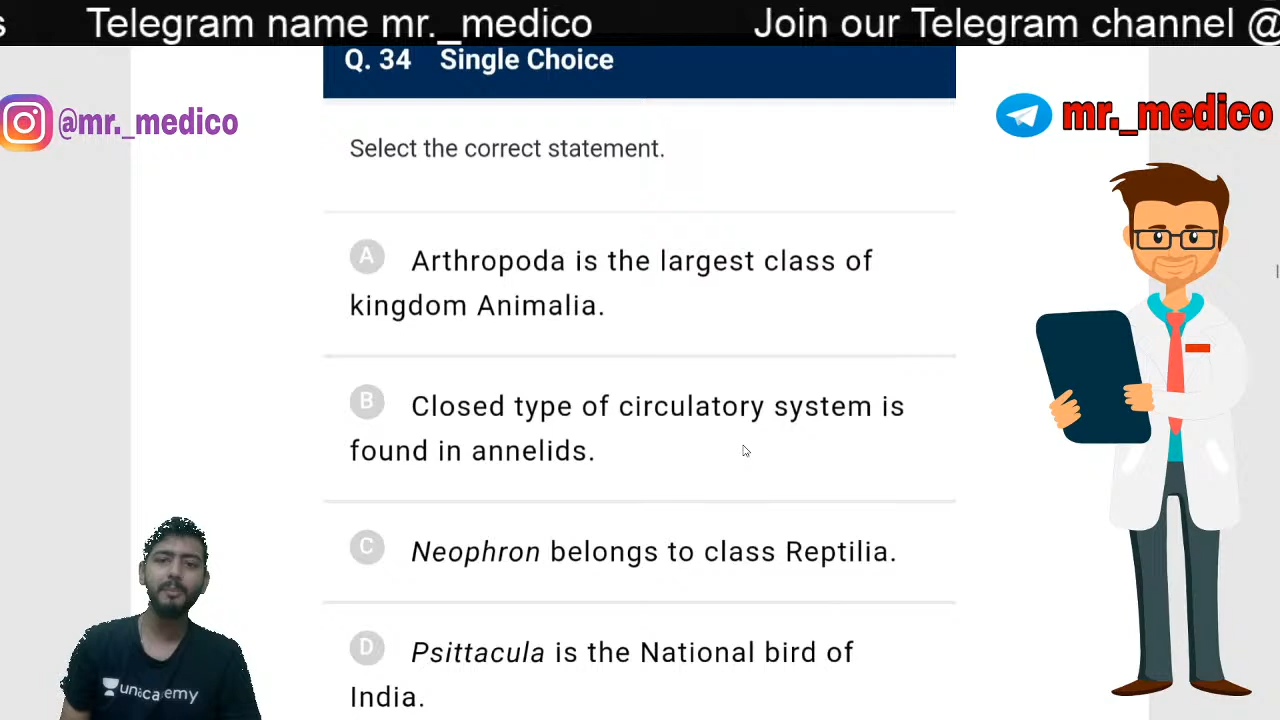 s Telegram name mr._medico Join our Telegram channel @
Q. 34 Single Choice
@mr._medico
mr._medico
Select the correct statement.
A Arthropoda is the largest class of
kingdom Animalia.
B Closed type of circulatory system is
found in annelids.
C Neophron belongs to class Reptilia.
D Psittacula is the National bird of
India.
unacademy